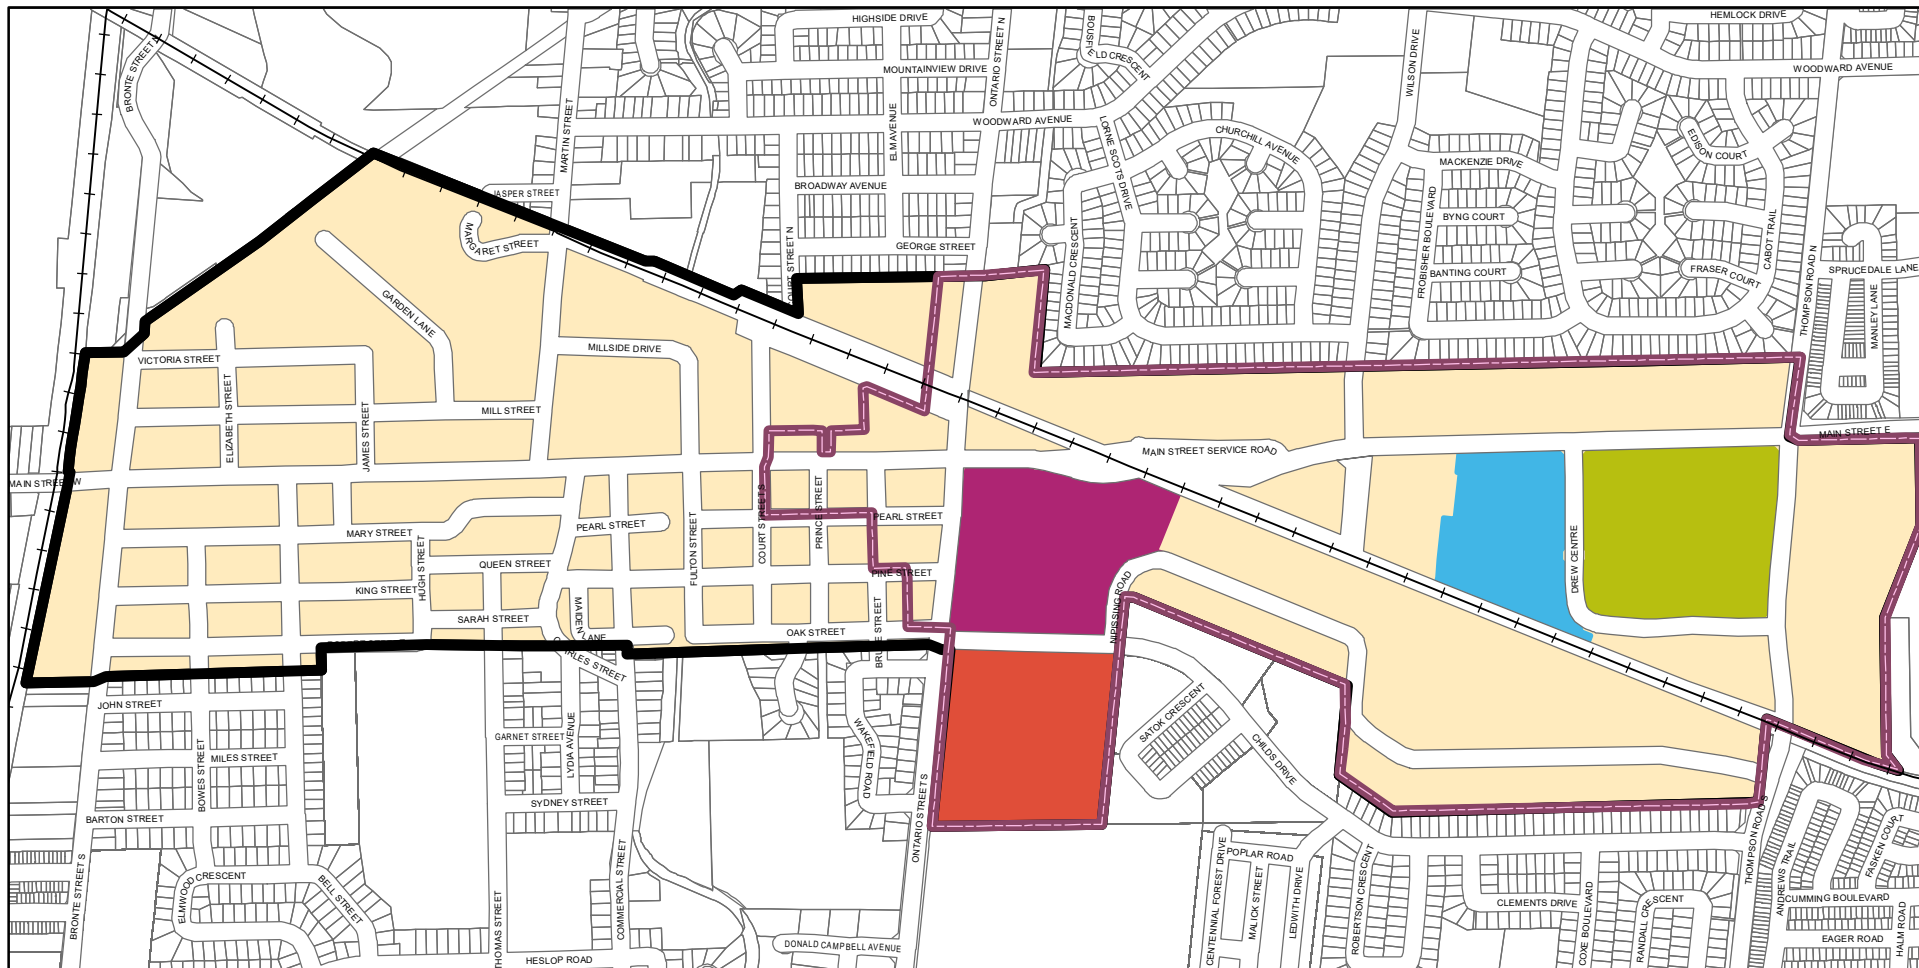 HIGHSIDE DRIVE
HEMLOCK DRIVE
BRONTE STREET N
ONTARIO STREET N
BOUSFIELD CRESCENT
WILSON DRIVE
MOUNTAINVIEW DRIVE
WOODWARD AVENUE
MARTIN STREET
ELM AVENUE
WOODWARD AVENUE
LORNE SCOTS DRIVE
CHURCHILL AVENUE
EDISON COURT
MACKENZIE DRIVE
JASPER STREET
BROADWAY AVENUE
FROBISHER BOULEVARD
BYNG COURT
CABOT TRAIL
MARGARET STREET
COURT STREET N
GEORGE STREET
MACDONALD CRESCENT
BANTING COURT
FRASER COURT
THOMPSON ROAD N
SPRUCEDALE LANE
MANLEY LANE
GARDEN LANE
VICTORIA STREET
MILLSIDE DRIVE
ELIZABETH STREET
JAMES STREET
MILL STREET
MAIN STREET E
MAIN STREET SERVICE ROAD
MAIN STREET W
MARY STREET
PEARL STREET
FULTON STREET
COURT STREET S
PRINCE STREET
PEARL STREET
DREW CENTRE
HUGH STREET
QUEEN STREET
PINE STREET
KING STREET
NIPISSING ROAD
SARAH STREET
MAIDEN LANE
OAK STREET
BRUCE STREET
CHARLES STREET
JOHN STREET
SATOK CRESCENT
GARNET STREET
LYDIA AVENUE
WAKEFIELD ROAD
CHILDS DRIVE
MILES STREET
BOWES STREET
SYDNEY STREET
ONTARIO STREET S
BARTON STREET
THOMPSON ROAD S
BRONTE STREET S
ELMWOOD CRESCENT
BELL STREET
COMMERCIAL STREET
THOMAS STREET
CENTENNIAL FOREST DRIVE
POPLAR ROAD
MALICK STREET
LEDWITH DRIVE
ROBERTSON CRESCENT
CLEMENTS DRIVE
COXE BOULEVARD
RANDALL CRESCENT
ANDREWS TRAIL
FASKEN COURT
CUMMING BOULEVARD
DONALD CAMPBELL AVENUE
EAGER ROAD
HALM ROAD
HESLOP ROAD